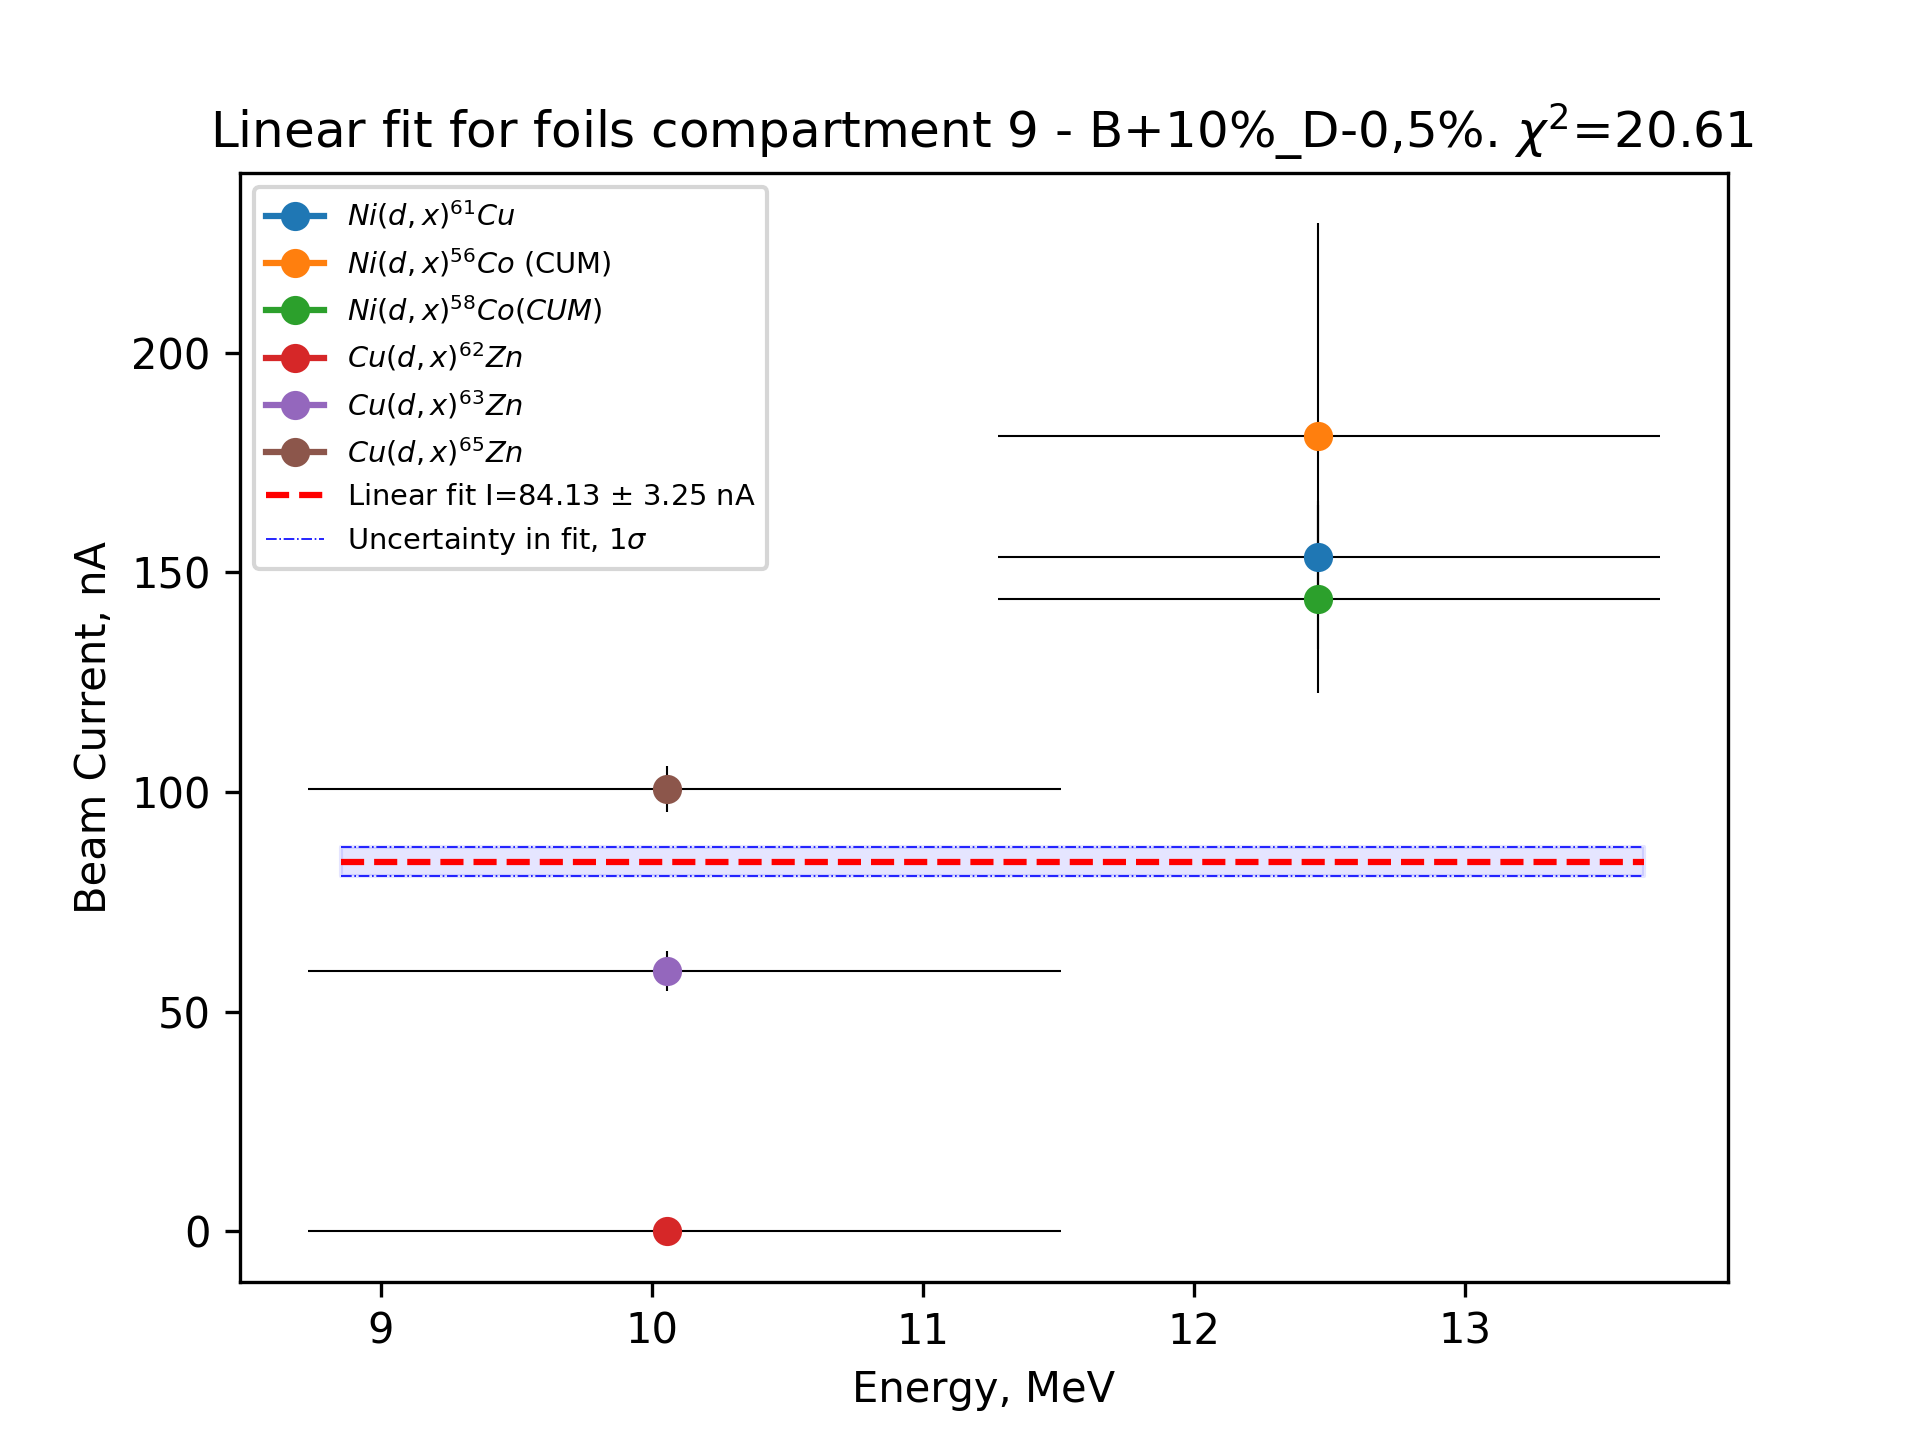 Linear fit for foils compartment 9 - B+10%_D-0,5%. χ²=20.61
Ni(d, x)⁶¹Cu
Ni(d, x)⁵⁶Co (CUM)
Ni(d, x)⁵⁸Co(CUM)
Cu(d, x)⁶²Zn
Cu(d, x)⁶³Zn
Cu(d, x)⁶⁵Zn
Linear fit I=84.13 ± 3.25 nA
Uncertainty in fit, 1σ
Beam Current, nA
200
150
100
50
0
9 10 11 12 13
Energy, MeV